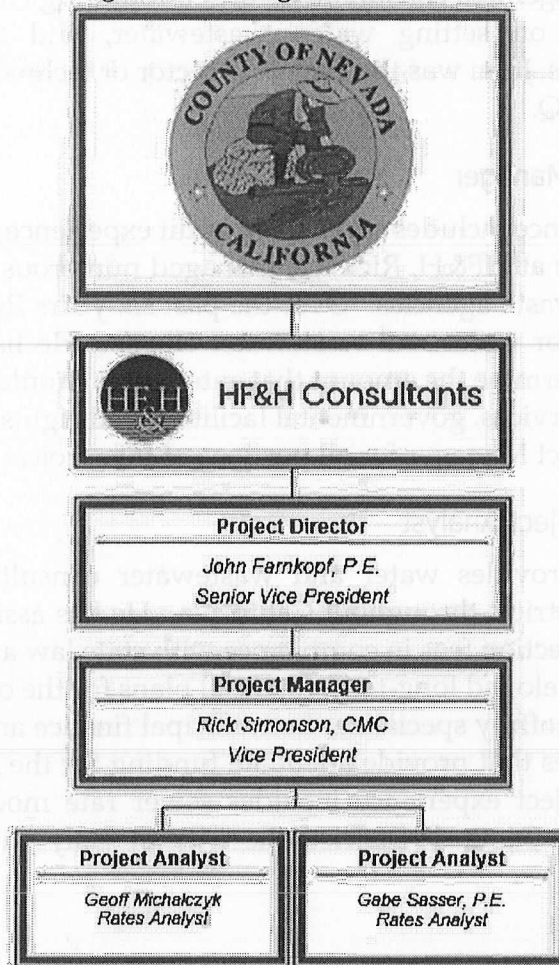 COUNTY OF NEVADA
CALIFORNIA
HF&H
HF&H Consultants
Project Director
John Farnkopf, P.E.
Senior Vice President
Project Manager
Rick Simonson, CMC
Vice President
Project Analyst
Geoff Michalczyk
Rates Analyst
Project Analyst
Gabe Sasser, P.E.
Rates Analyst